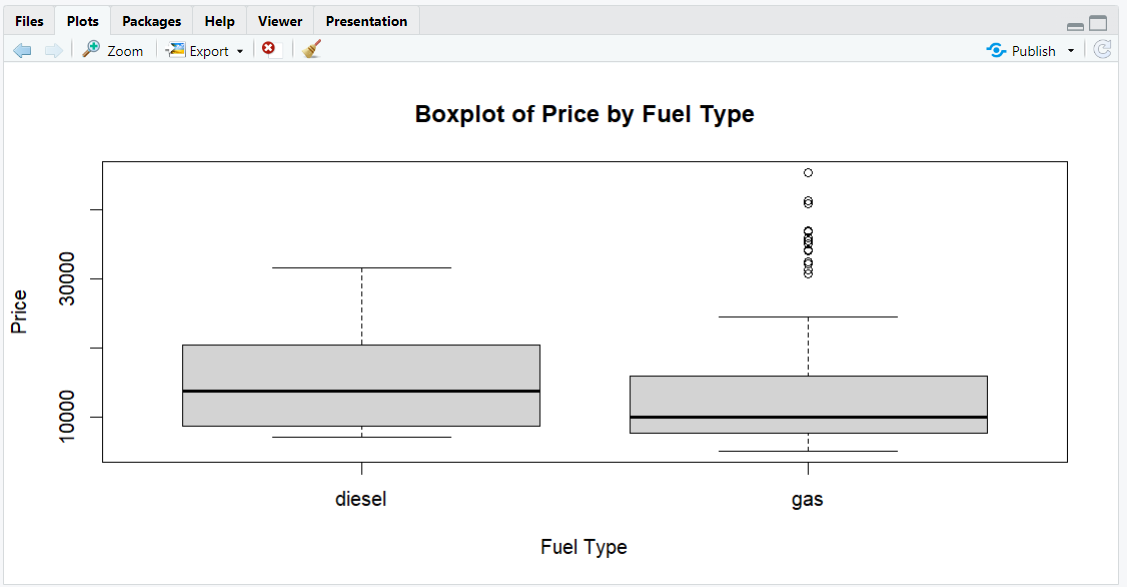 Files Plots Packages Help Viewer Presentation
Zoom Export Publish
Boxplot of Price by Fuel Type
Price
30000
10000
diesel gas
Fuel Type